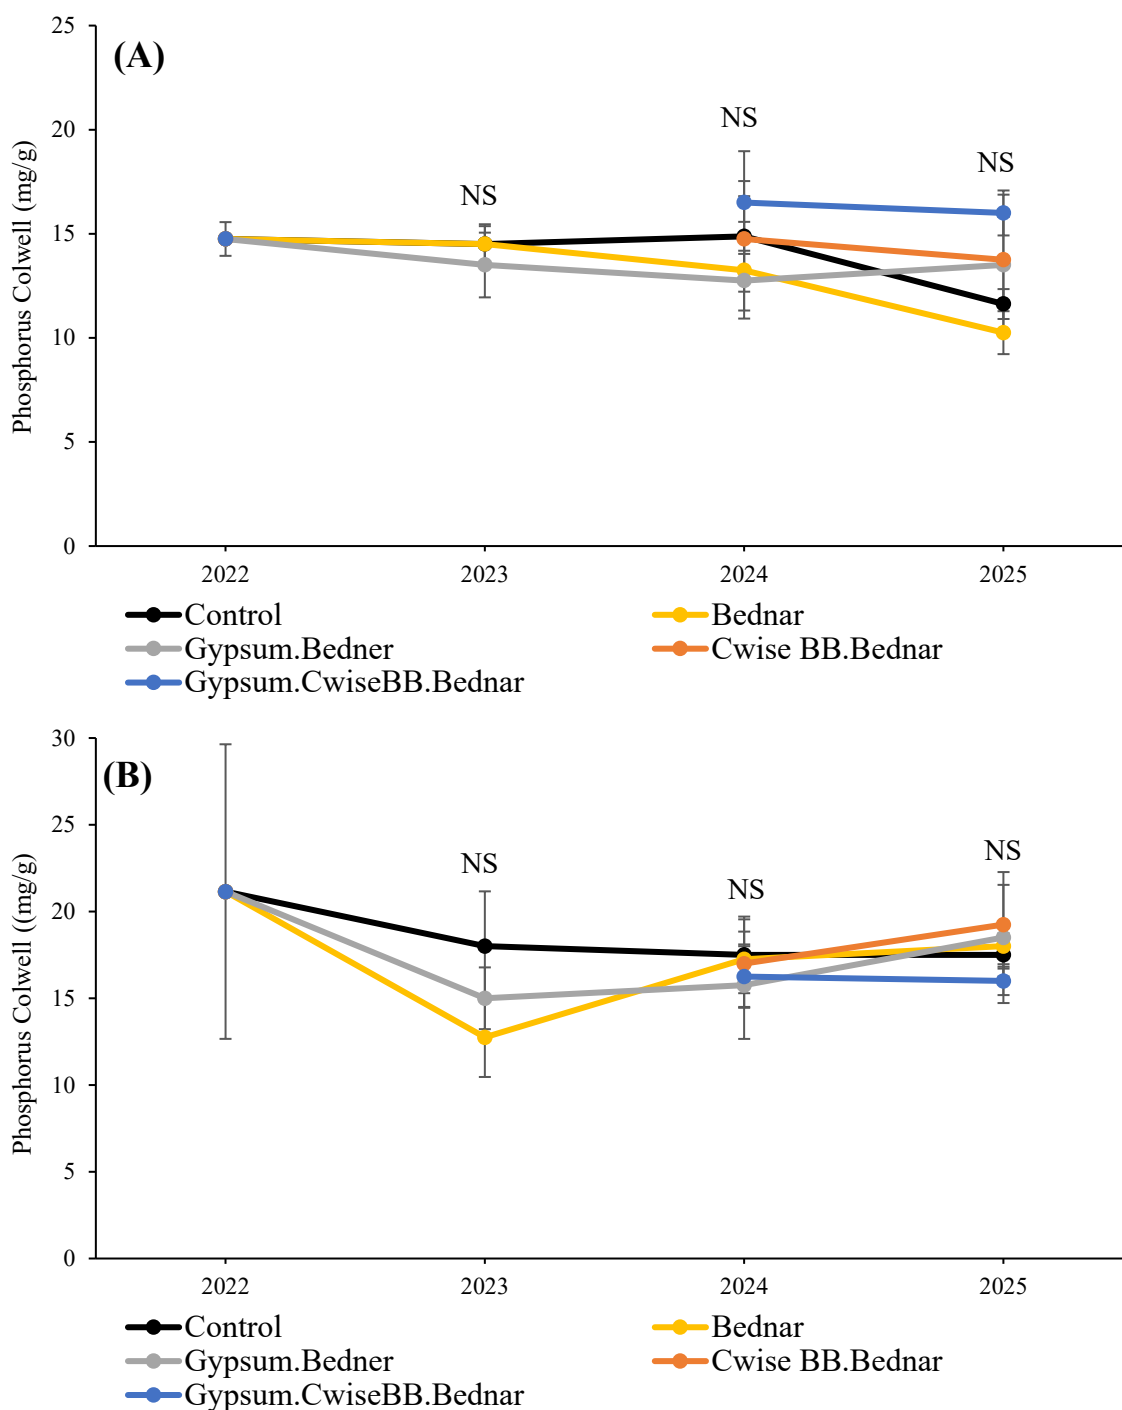 (A)
Phosphorus Colwell (mg/g)
25
20
15
10
5
0
NS
NS
NS
2022 2023 2024 2025
Control Bednar
Gypsum.Bedner Cwise BB.Bednar
Gypsum.CwiseBB.Bednar
(B)
Phosphorus Colwell ((mg/g)
30
25
20
15
10
5
0
NS
NS
NS
2022 2023 2024 2025
Control Bednar
Gypsum.Bedner Cwise BB.Bednar
Gypsum.CwiseBB.Bednar